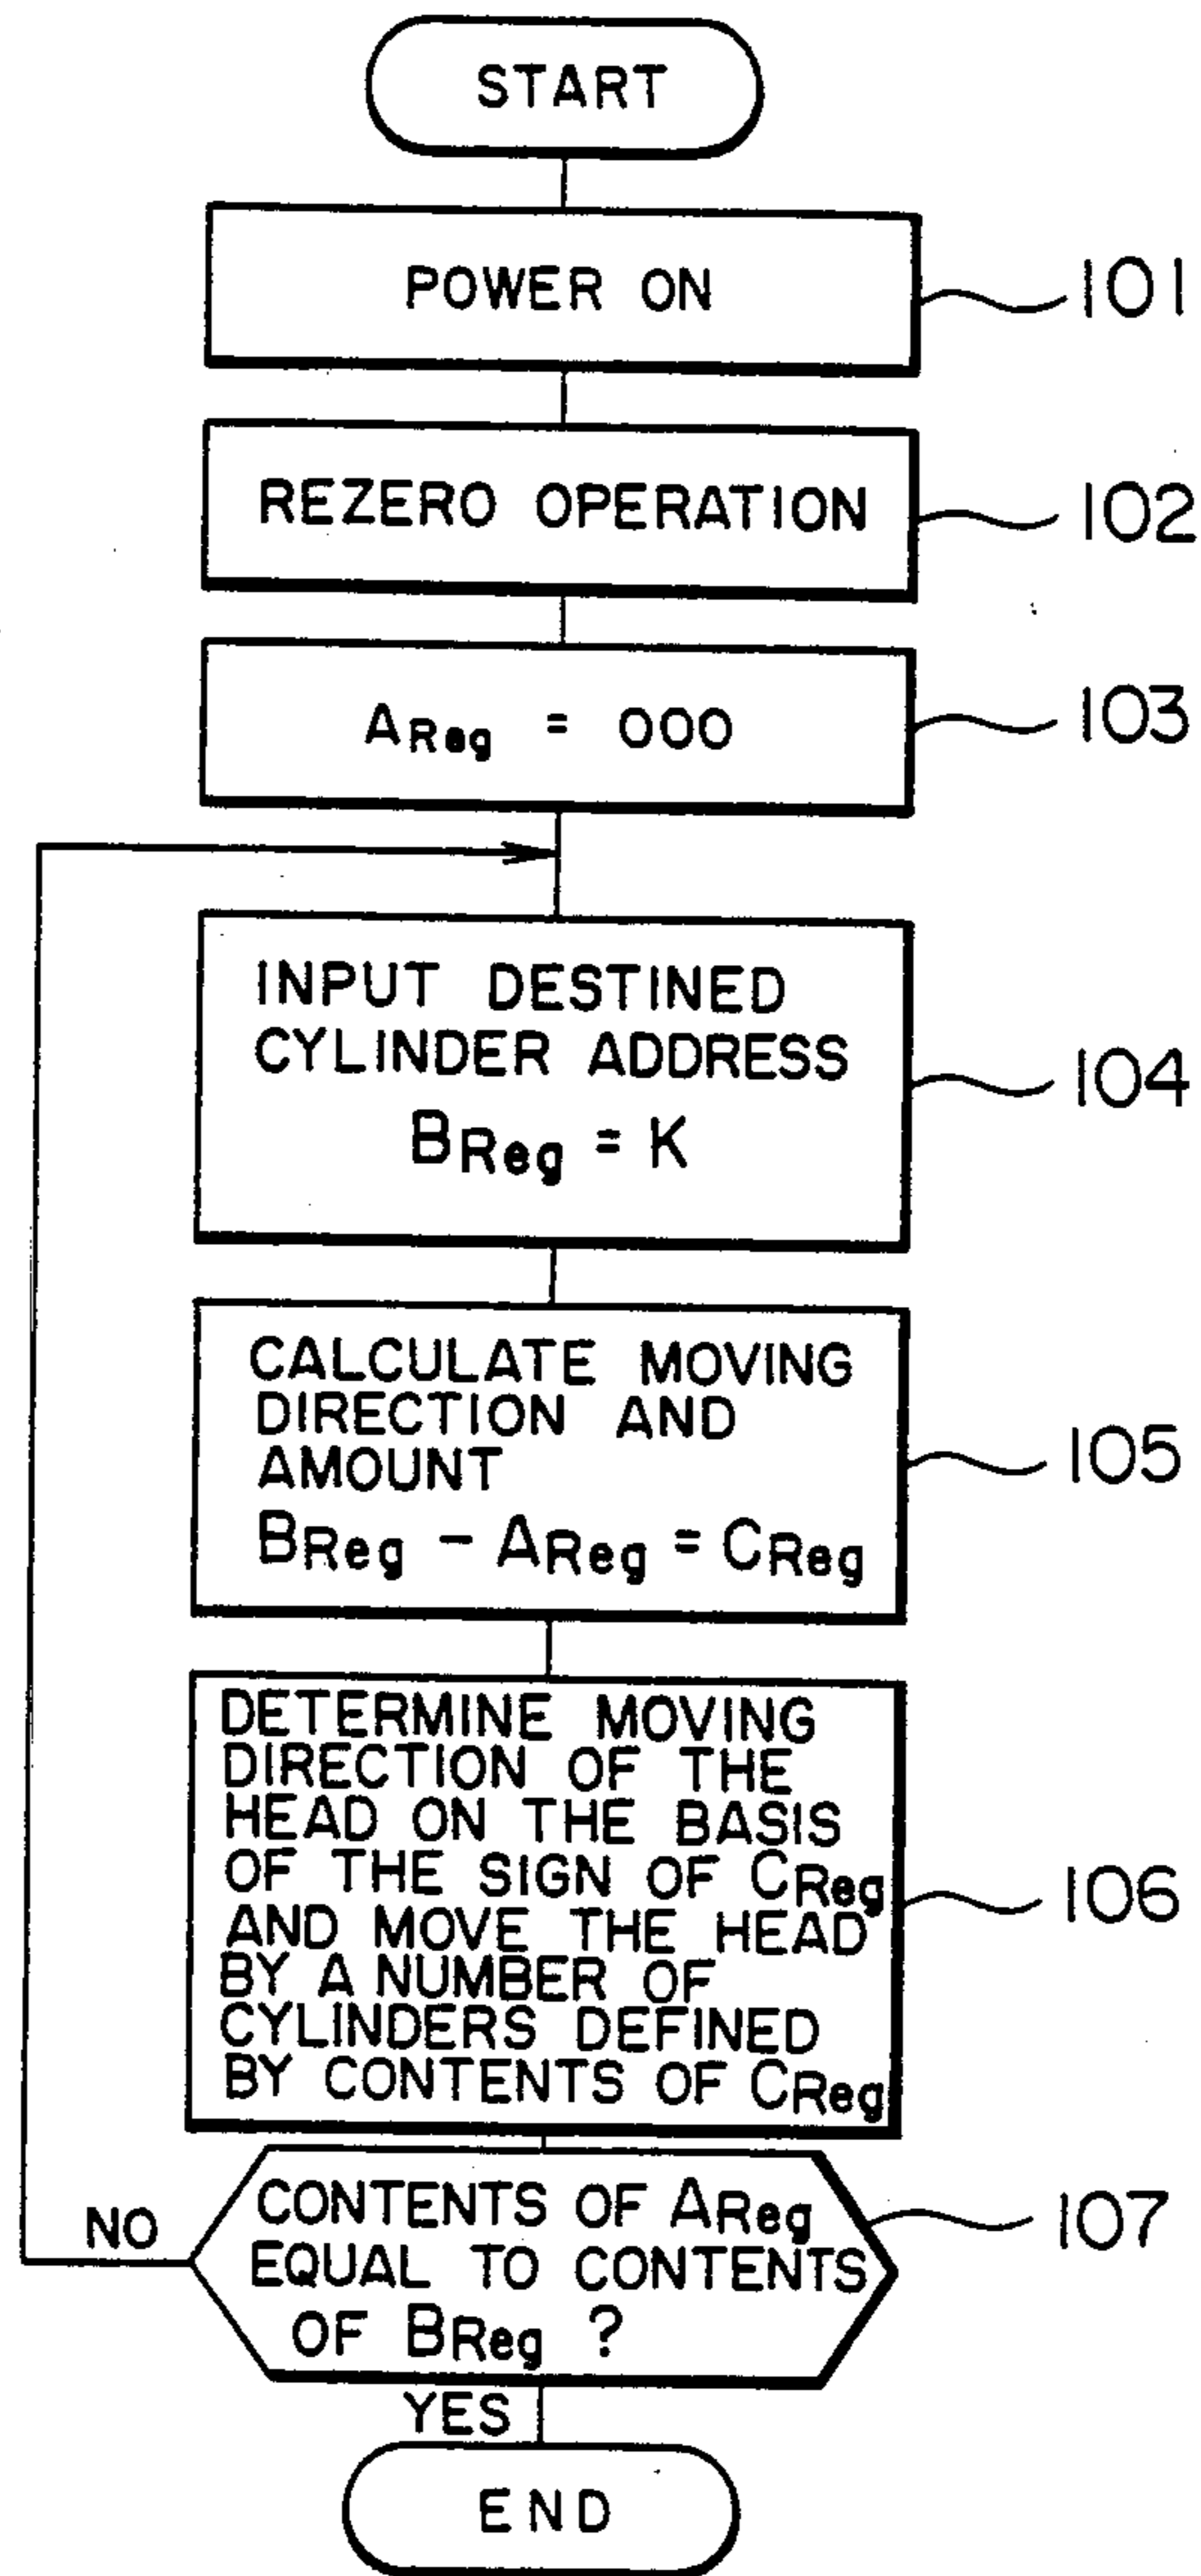 START
POWER ON
101
REZERO OPERATION
102
AReg = 000
103
INPUT DESTINED
CYLINDER ADDRESS
BReg = K
104
CALCULATE MOVING
DIRECTION AND
AMOUNT
BReg - AReg = CReg
105
DETERMINE MOVING
DIRECTION OF THE
HEAD ON THE BASIS
OF THE SIGN OF CReg
AND MOVE THE HEAD
BY A NUMBER OF
CYLINDERS DEFINED
BY CONTENTS OF CReg
106
CONTENTS OF AReg
EQUAL TO CONTENTS
OF BReg ?
107
NO
YES
END